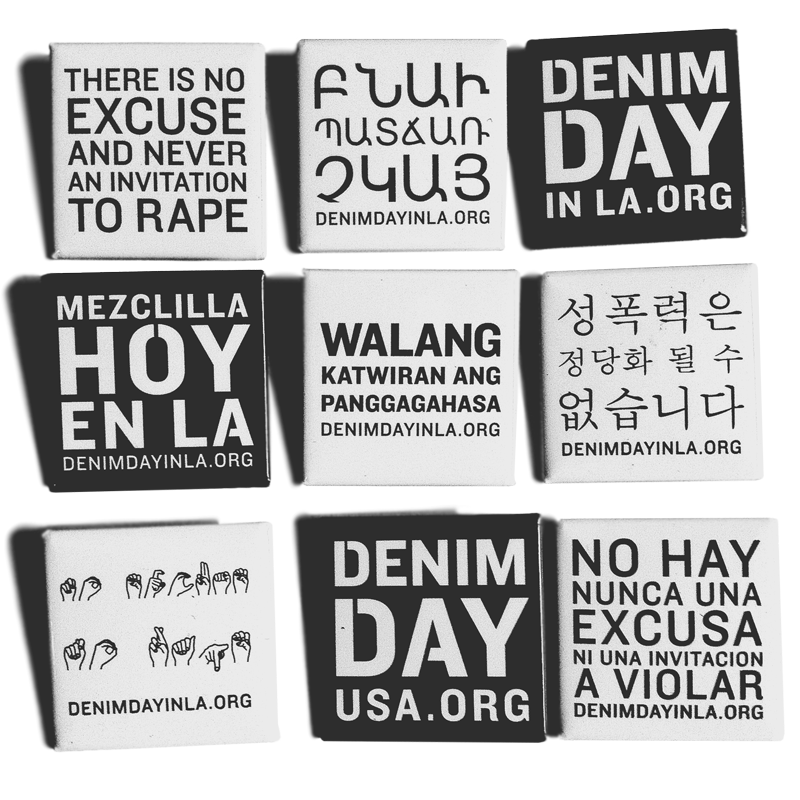 THERE IS NO
EXCUSE
AND NEVER
AN INVITATION
TO RAPE
ԲՆԱՒ
ՊԱՏՃԱՌ
ՉԿԱՅ
DENIMDAYINLA.ORG
DENIM
DAY
IN LA.ORG
MEZCLILLA
HOY
EN LA
DENIMDAYINLA.ORG
WALANG
KATWIRAN ANG
PANGGAGAHASA
DENIMDAYINLA.ORG
성폭력은
정당화 될 수
없습니다
DENIMDAYINLA.ORG
DENIMDAYINLA.ORG
DENIM
DAY
USA.ORG
NO HAY
NUNCA UNA
EXCUSA
NI UNA INVITACION
A VIOLAR
DENIMDAYINLA.ORG